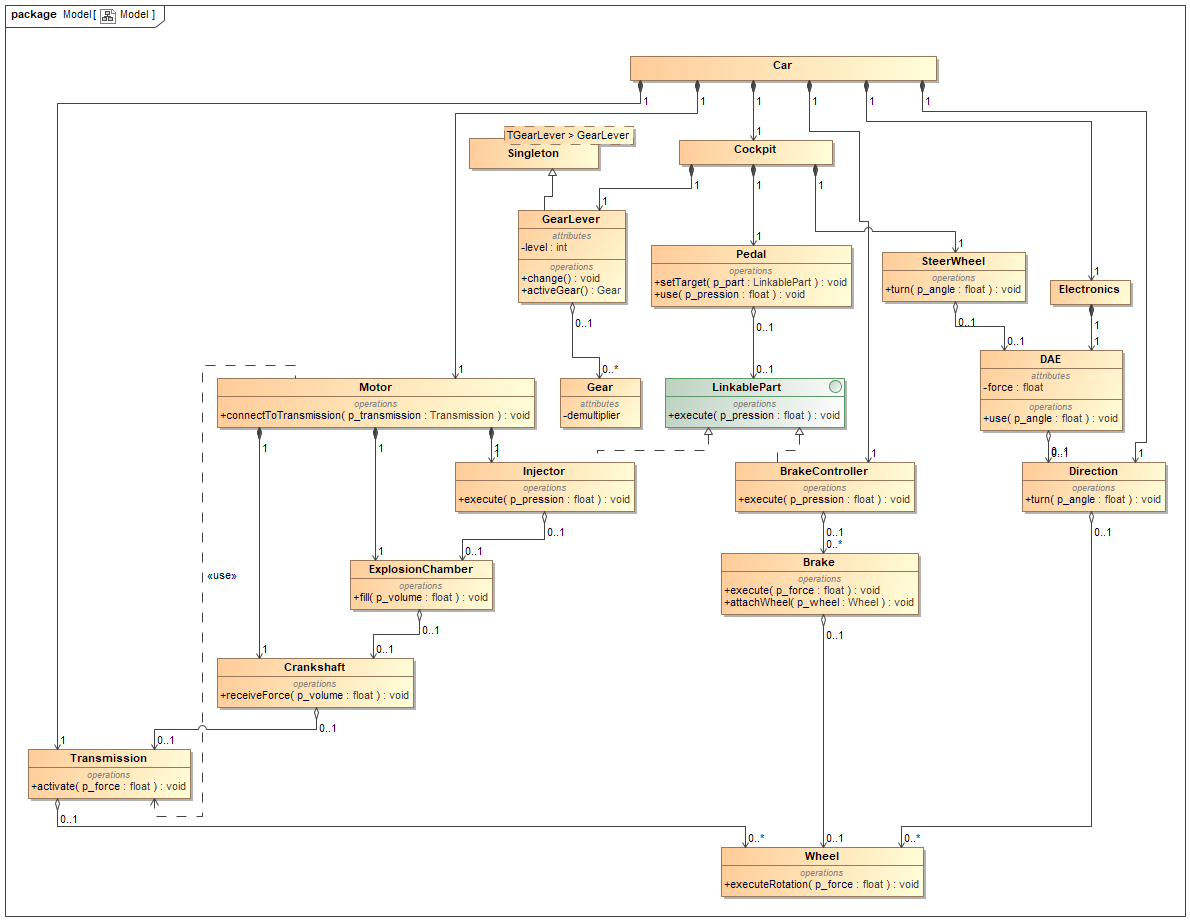 package Model[ Model ]
Car
1 1 1 1 1 1
TGearLever > GearLever
Singleton
1
Cockpit
1 1 1
1
GearLever
attributes
-level : int
operations
+change() : void
+activeGear() : Gear
0..1
1
Pedal
operations
+setTarget( p_part : LinkablePart ) : void
+use( p_pression : float ) : void
0..1
1
SteerWheel
operations
+turn( p_angle : float ) : void
0..1
1
Electronics
1
0..1
1
DAE
attributes
-force : float
operations
+use( p_angle : float ) : void
1
Motor
operations
+connectToTransmission( p_transmission : Transmission ) : void
1 1 1
0..*
Gear
attributes
-demultiplier
0..1
LinkablePart
operations
+execute( p_pression : float ) : void
Injector
operations
+execute( p_pression : float ) : void
0..1
1
BrakeController
operations
+execute( p_pression : float ) : void
0..1
0..*
0..1
1
Direction
operations
+turn( p_angle : float ) : void
0..1
Brake
operations
+execute( p_force : float ) : void
+attachWheel( p_wheel : Wheel ) : void
0..1
1
0..1
ExplosionChamber
operations
+fill( p_volume : float ) : void
0..1
«use»
1
0..1
Crankshaft
operations
+receiveForce( p_volume : float ) : void
0..1
1
0..1
Transmission
operations
+activate( p_force : float ) : void
0..1
0..*
0..1
0..*
Wheel
operations
+executeRotation( p_force : float ) : void